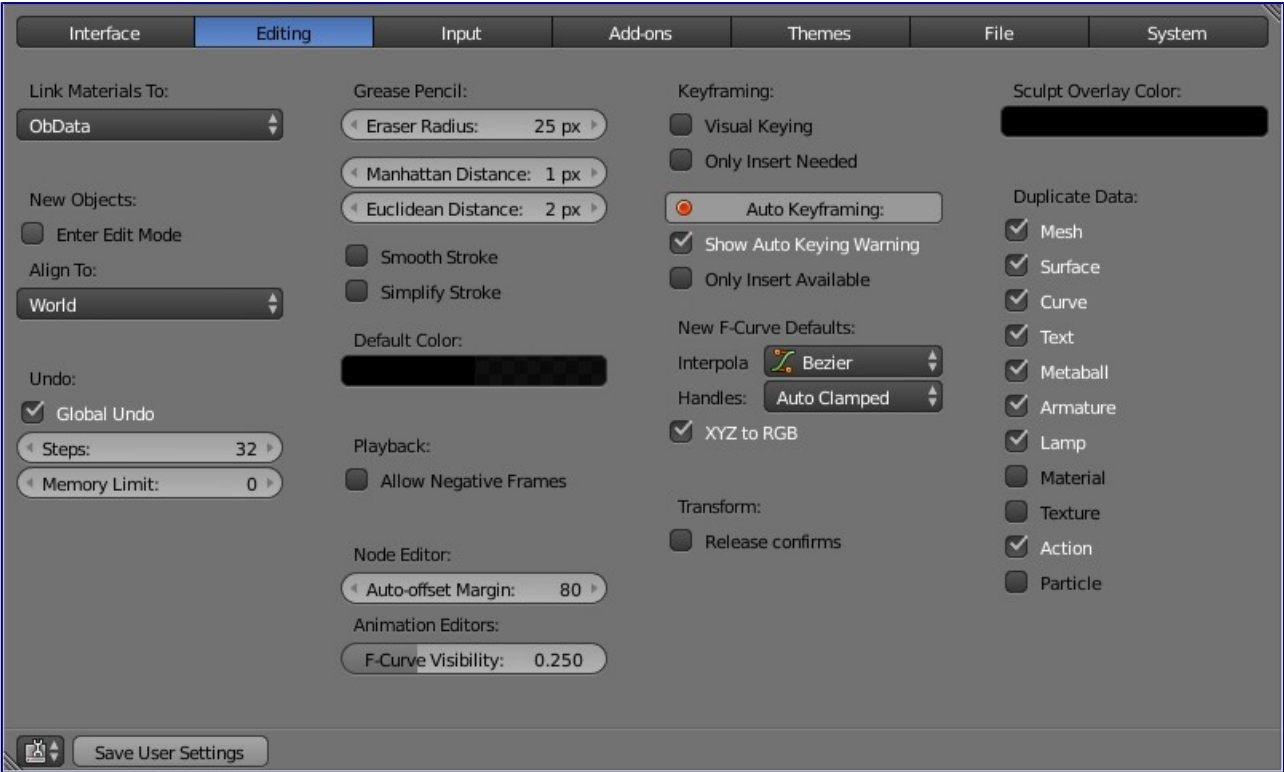 Interface Editing Input Add-ons Themes File System
Link Materials To:
ObData
New Objects:
Enter Edit Mode
Align To:
World
Undo:
Global Undo
Steps: 32
Memory Limit: 0
Grease Pencil:
Eraser Radius: 25 px
Manhattan Distance: 1 px
Euclidean Distance: 2 px
Smooth Stroke
Simplify Stroke
Default Color:
Playback:
Allow Negative Frames
Node Editor:
Auto-offset Margin: 80
Animation Editors:
F-Curve Visibility: 0.250
Keyframing:
Visual Keying
Only Insert Needed
Auto Keyframing:
Show Auto Keying Warning
Only Insert Available
New F-Curve Defaults:
Interpola Bezier
Handles: Auto Clamped
XYZ to RGB
Transform:
Release confirms
Sculpt Overlay Color:
Duplicate Data:
Mesh
Surface
Curve
Text
Metaball
Armature
Lamp
Material
Texture
Action
Particle
Save User Settings